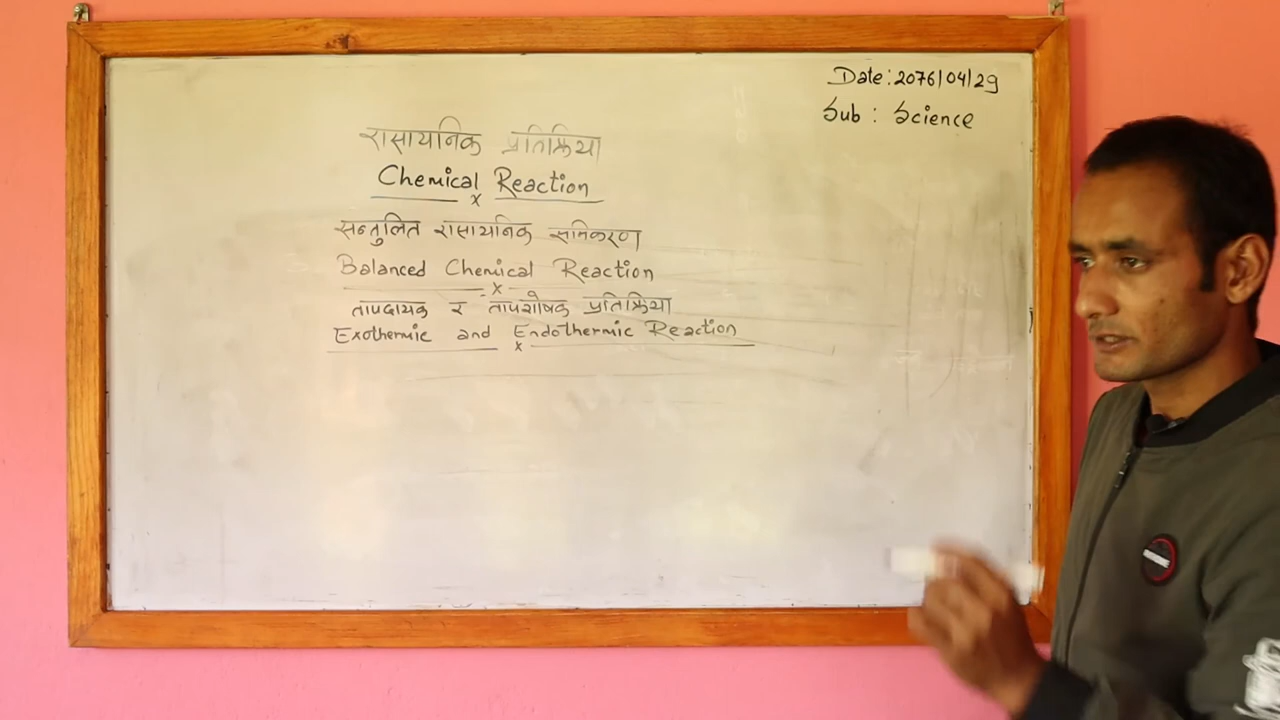 Date: 2076/04/29
Sub : Science
रासायनिक प्रतिक्रिया
Chemical Reaction
x
सन्तुलित रासायनिक समिकरण
Balanced Chemical Reaction
x
तापदायक र तापशोषक प्रतिक्रिया
Exothermic and Endothermic Reaction
x